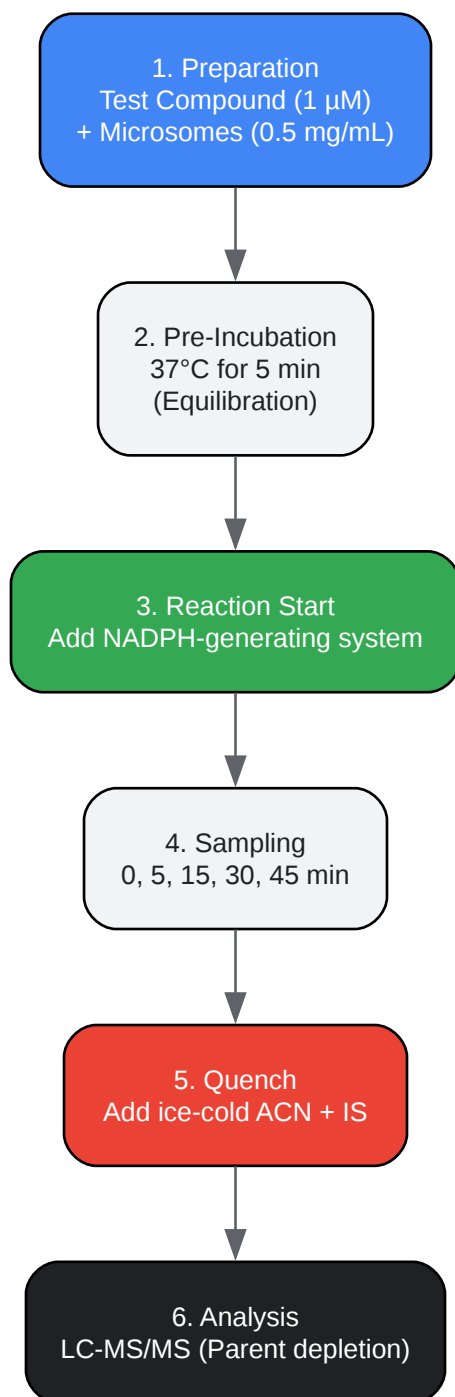 1. Preparation
Test Compound (1 µM)
+ Microsomes (0.5 mg/mL)
2. Pre-Incubation
37°C for 5 min
(Equilibration)
3. Reaction Start
Add NADPH-generating system
4. Sampling
0, 5, 15, 30, 45 min
5. Quench
Add ice-cold ACN + IS
6. Analysis
LC-MS/MS (Parent depletion)